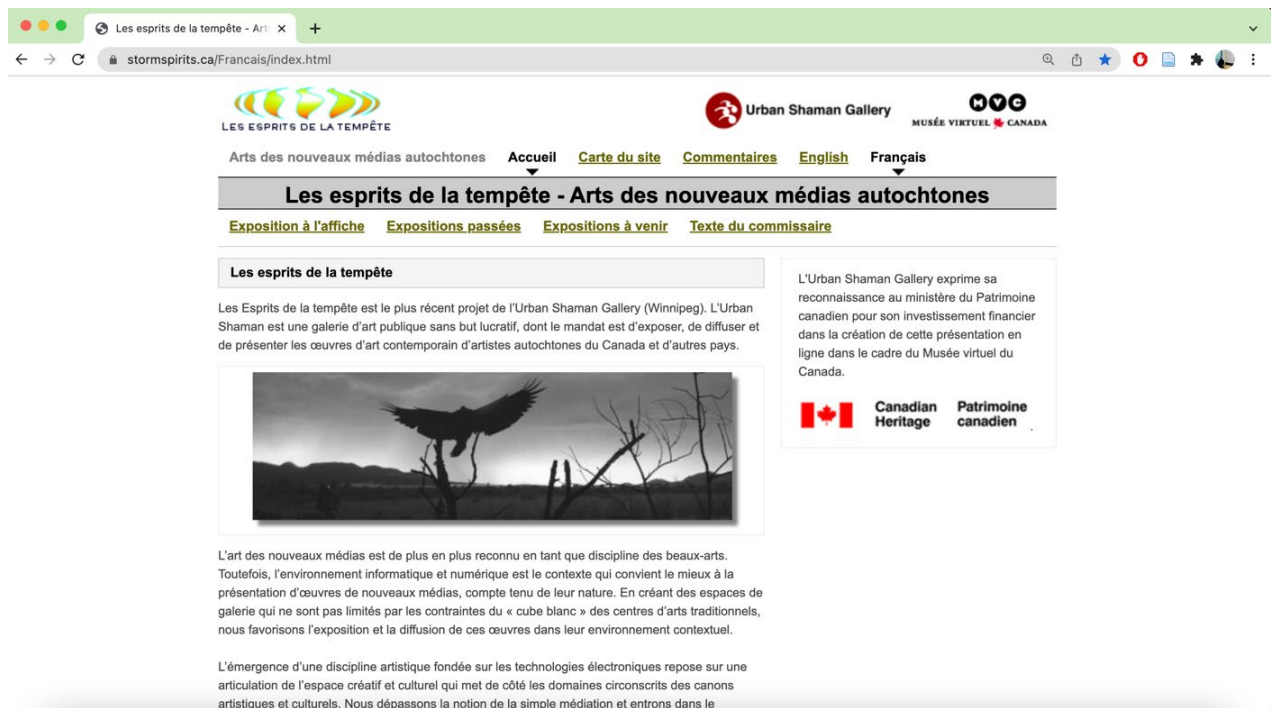 Les esprits de la tempête - Art
stormspirits.ca/Francais/index.html
LES ESPRITS DE LA TEMPÊTE
Urban Shaman Gallery
MVC
MUSÉE VIRTUEL CANADA
Arts des nouveaux médias autochtones Accueil Carte du site Commentaires English Français
Les esprits de la tempête - Arts des nouveaux médias autochtones
Exposition à l'affiche Expositions passées Expositions à venir Texte du commissaire
Les esprits de la tempête
Les Esprits de la tempête est le plus récent projet de l'Urban Shaman Gallery (Winnipeg). L'Urban
Shaman est une galerie d'art publique sans but lucratif, dont le mandat est d'exposer, de diffuser et
de présenter les œuvres d'art contemporain d'artistes autochtones du Canada et d'autres pays.
L'art des nouveaux médias est de plus en plus reconnu en tant que discipline des beaux-arts.
Toutefois, l'environnement informatique et numérique est le contexte qui convient le mieux à la
présentation d'œuvres de nouveaux médias, compte tenu de leur nature. En créant des espaces de
galerie qui ne sont pas limités par les contraintes du « cube blanc » des centres d'arts traditionnels,
nous favorisons l'exposition et la diffusion de ces œuvres dans leur environnement contextuel.
L'émergence d'une discipline artistique fondée sur les technologies électroniques repose sur une
articulation de l'espace créatif et culturel qui met de côté les domaines circonscrits des canons
artistiques et culturels. Nous dépassons la notion de la simple médiation et entrons dans le
L'Urban Shaman Gallery exprime sa
reconnaissance au ministère du Patrimoine
canadien pour son investissement financier
dans la création de cette présentation en
ligne dans le cadre du Musée virtuel du
Canada.
Canadian Patrimoine
Heritage canadien